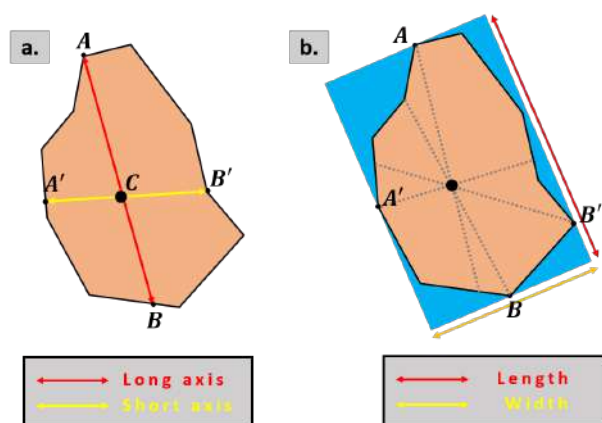 a.
A
A′
C
B′
B
Long axis
Short axis
b.
A
A′
B′
B
Length
Width